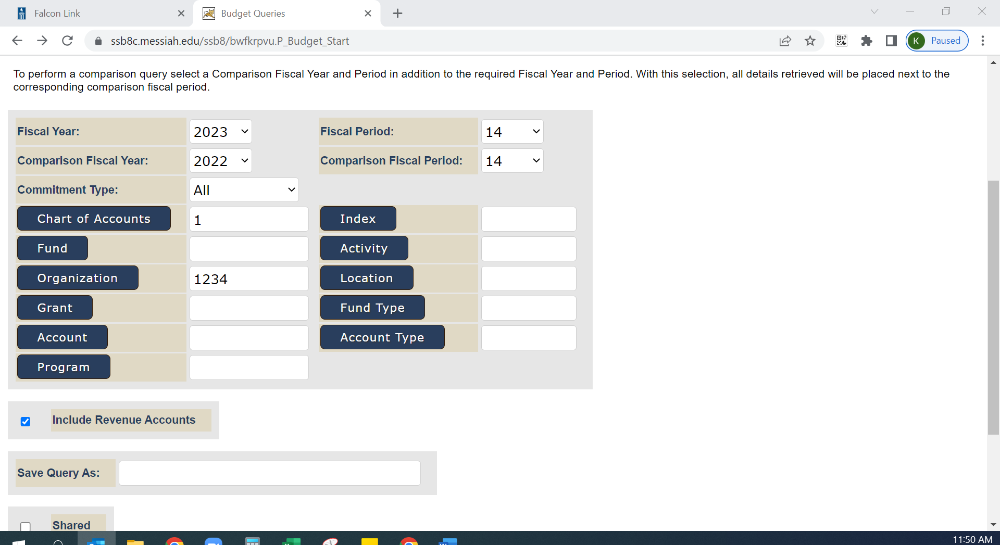 Falcon Link
Budget Queries
ssb8c.messiah.edu/ssb8/bwfkrpvu.P_Budget_Start
K Paused
To perform a comparison query select a Comparison Fiscal Year and Period in addition to the required Fiscal Year and Period. With this selection, all details retrieved will be placed next to the
corresponding comparison fiscal period.
Fiscal Year: 2023 Fiscal Period: 14
Comparison Fiscal Year: 2022 Comparison Fiscal Period: 14
Commitment Type: All
Chart of Accounts 1 Index
Fund Activity
Organization 1234 Location
Grant Fund Type
Account Account Type
Program
Include Revenue Accounts
Save Query As:
Shared
11:50 AM